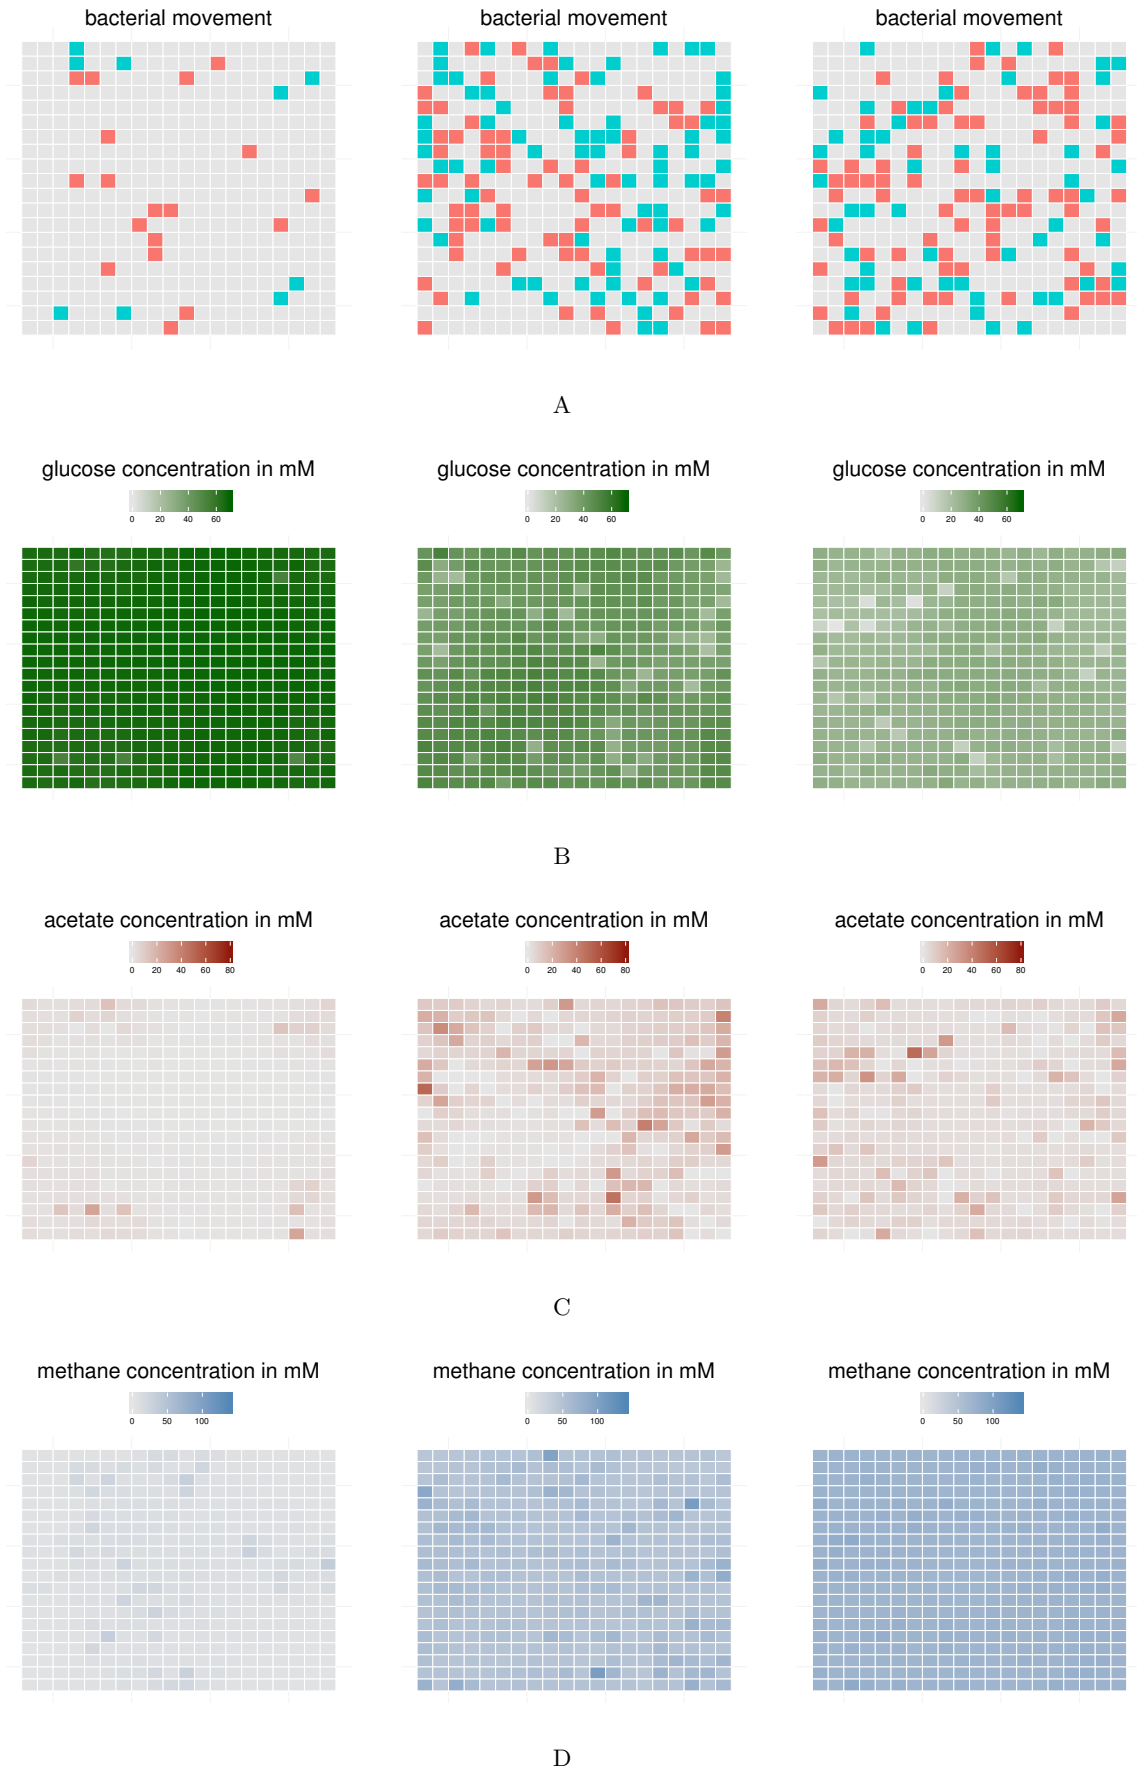 bacterial movement bacterial movement bacterial movement
A
glucose concentration in mM glucose concentration in mM glucose concentration in mM
0 20 40 60 0 20 40 60 0 20 40 60
B
acetate concentration in mM acetate concentration in mM acetate concentration in mM
0 20 40 60 80 0 20 40 60 80 0 20 40 60 80
C
methane concentration in mM methane concentration in mM methane concentration in mM
0 50 100 0 50 100 0 50 100
D